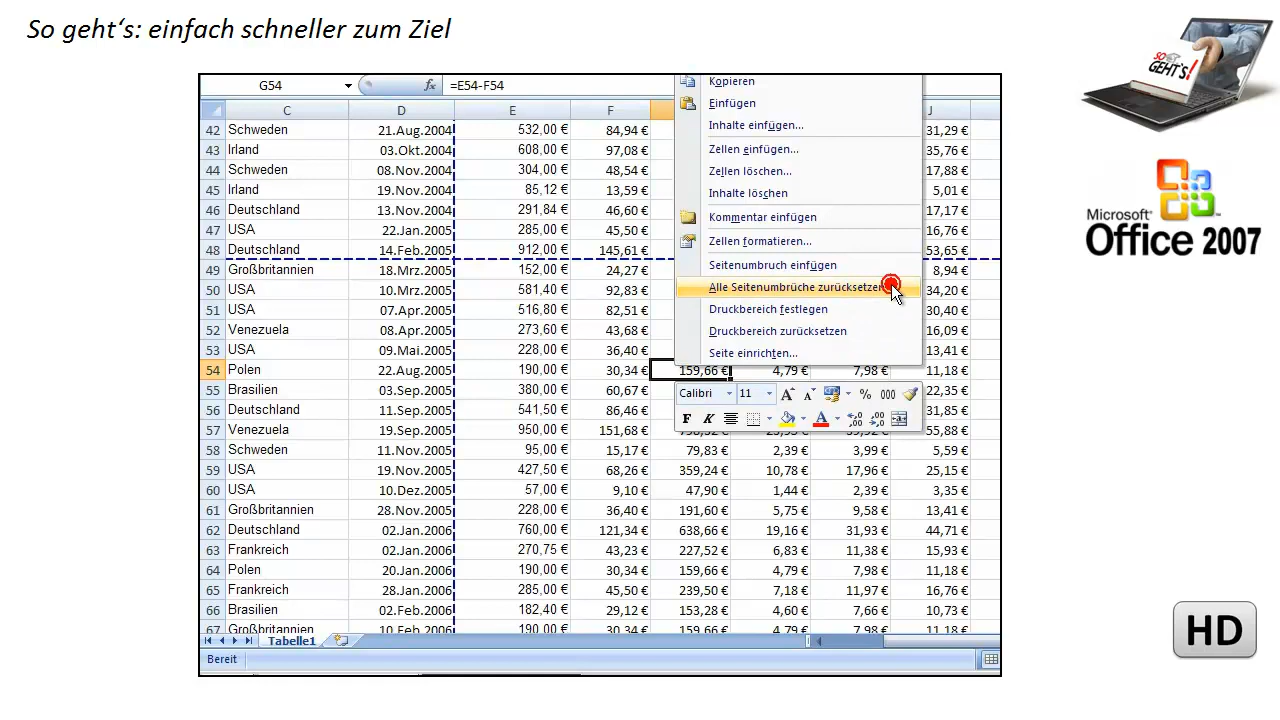 So geht‘s: einfach schneller zum Ziel
SO GEHT`S!
Microsoft
Office 2007
HD
G54 fx =E54-F54
C D E F J
42 Schweden 21.Aug.2004 532,00 € 84,94 € 31,29 €
43 Irland 03.Okt.2004 608,00 € 97,08 € 35,76 €
44 Schweden 08.Nov.2004 304,00 € 48,54 € 17,88 €
45 Irland 19.Nov.2004 85,12 € 13,59 € 5,01 €
46 Deutschland 13.Nov.2004 291,84 € 46,60 € 17,17 €
47 USA 22.Jan.2005 285,00 € 45,50 € 16,76 €
48 Deutschland 14.Feb.2005 912,00 € 145,61 € 53,65 €
49 Großbritannien 18.Mrz.2005 152,00 € 24,27 € 8,94 €
50 USA 10.Mrz.2005 581,40 € 92,83 € 34,20 €
51 USA 07.Apr.2005 516,80 € 82,51 € 30,40 €
52 Venezuela 08.Apr.2005 273,60 € 43,68 € 16,09 €
53 USA 09.Mai.2005 228,00 € 36,40 € 13,41 €
54 Polen 22.Aug.2005 190,00 € 30,34 € 159,66 € 4,79 € 7,98 € 11,18 €
55 Brasilien 03.Sep.2005 380,00 € 60,67 € 22,35 €
56 Deutschland 11.Sep.2005 541,50 € 86,46 € 31,85 €
57 Venezuela 19.Sep.2005 950,00 € 151,68 € 55,88 €
58 Schweden 11.Nov.2005 95,00 € 15,17 € 79,83 € 2,39 € 3,99 € 5,59 €
59 USA 19.Nov.2005 427,50 € 68,26 € 359,24 € 10,78 € 17,96 € 25,15 €
60 USA 10.Dez.2005 57,00 € 9,10 € 47,90 € 1,44 € 2,39 € 3,35 €
61 Großbritannien 28.Nov.2005 228,00 € 36,40 € 191,60 € 5,75 € 9,58 € 13,41 €
62 Deutschland 02.Jan.2006 760,00 € 121,34 € 638,66 € 19,16 € 31,93 € 44,71 €
63 Frankreich 02.Jan.2006 270,75 € 43,23 € 227,52 € 6,83 € 11,38 € 15,93 €
64 Polen 20.Jan.2006 190,00 € 30,34 € 159,66 € 4,79 € 7,98 € 11,18 €
65 Frankreich 28.Jan.2006 285,00 € 45,50 € 239,50 € 7,18 € 11,97 € 16,76 €
66 Brasilien 02.Feb.2006 182,40 € 29,12 € 153,28 € 4,60 € 7,66 € 10,73 €
67 Großbritannien 10.Feb.2006 190,00 € 30,34 € 159,66 € 4,79 € 7,98 € 11,18 €
Kopieren
Einfügen
Inhalte einfügen...
Zellen einfügen...
Zellen löschen...
Inhalte löschen
Kommentar einfügen
Zellen formatieren...
Seitenumbruch einfügen
Alle Seitenumbrüche zurücksetzen
Druckbereich festlegen
Druckbereich zurücksetzen
Seite einrichten...
Calibri 11 A A % 000
F K A
Tabelle1
Bereit